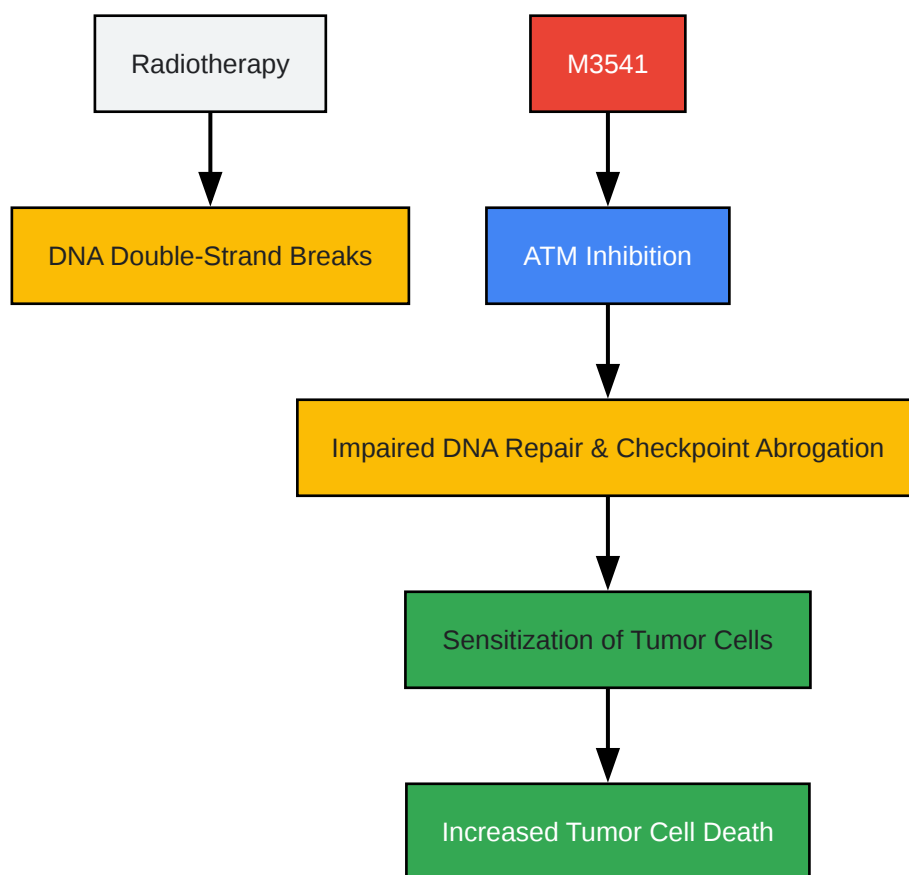 Radiotherapy
M3541
DNA Double-Strand Breaks
ATM Inhibition
Impaired DNA Repair & Checkpoint Abrogation
Sensitization of Tumor Cells
Increased Tumor Cell Death